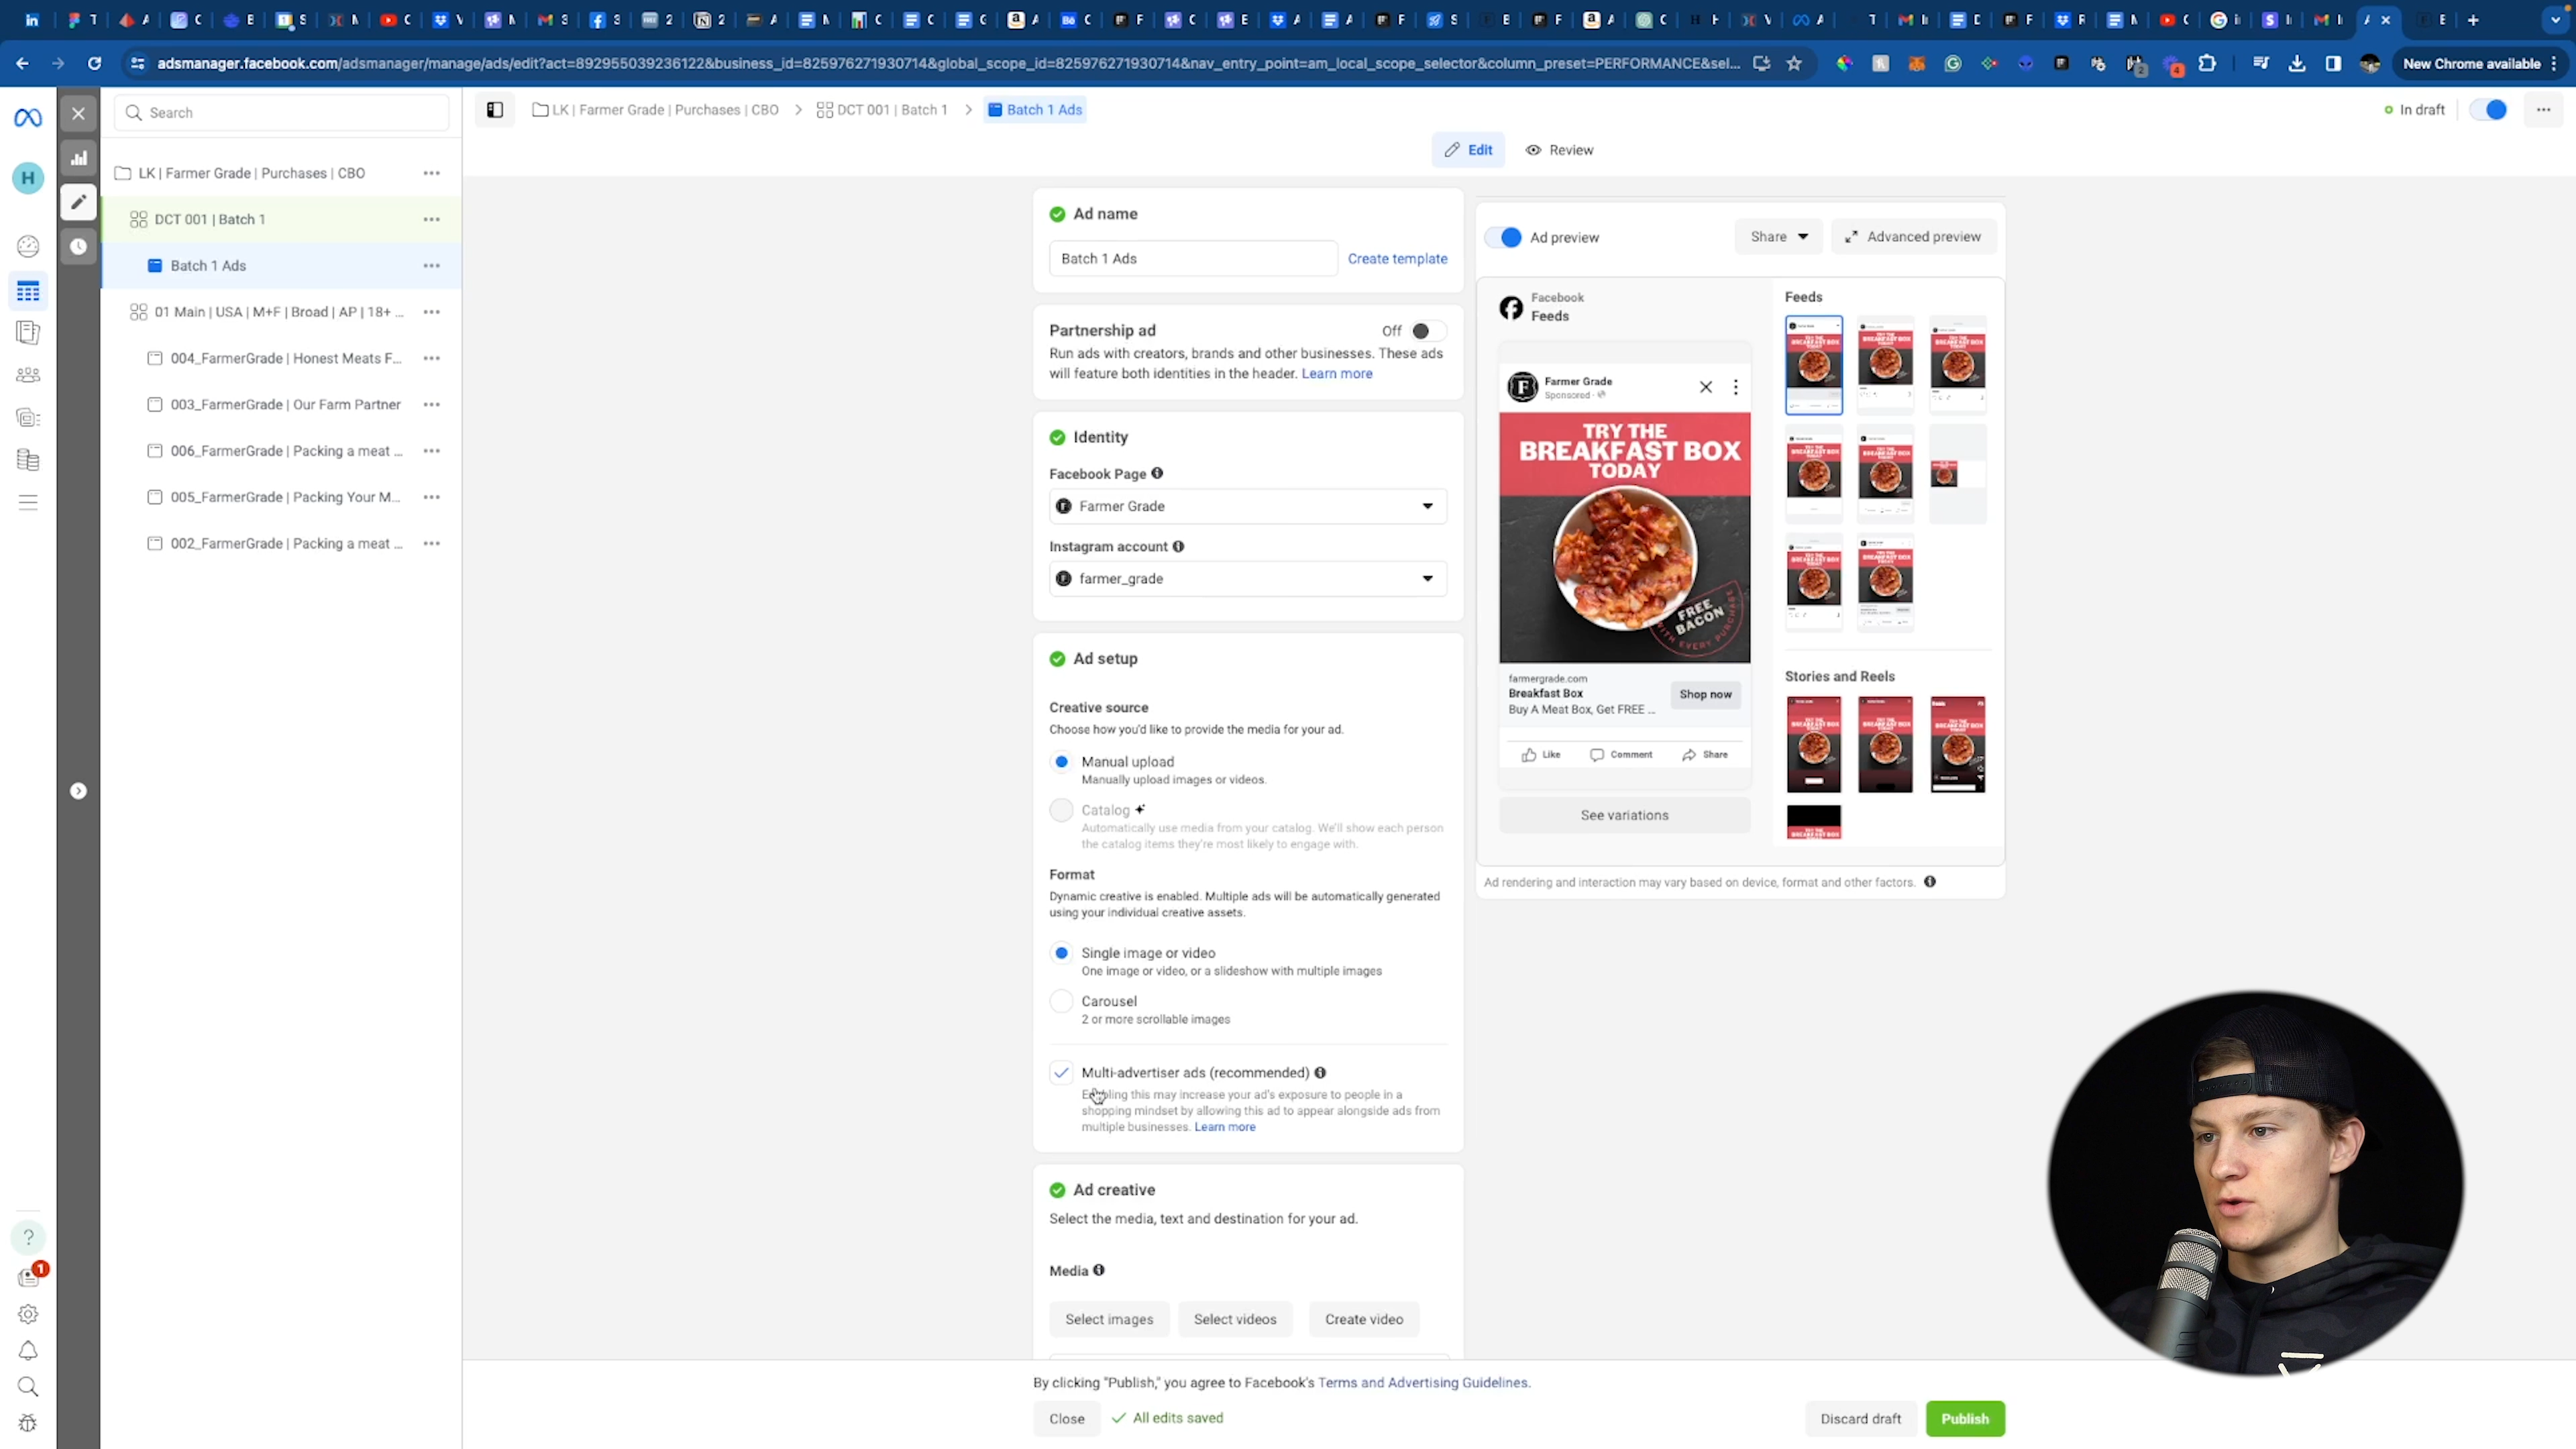 adsmanager.facebook.com/adsmanager/manage/ads/edit?act=892955039236122&business_id=825976271930714&global_scope_id=825976271930714&nav_entry_point=am_local_scope_selector&column_preset=PERFORMANCE&sel...
New Chrome available
Search
LK | Farmer Grade | Purchases | CBO
DCT 001 | Batch 1
Batch 1 Ads
In draft
Edit
Review
H
LK | Farmer Grade | Purchases | CBO
DCT 001 | Batch 1
Batch 1 Ads
01 Main | USA | M+F | Broad | AP | 18+ ...
004_FarmerGrade | Honest Meats F...
003_FarmerGrade | Our Farm Partner
006_FarmerGrade | Packing a meat ...
005_FarmerGrade | Packing Your M...
002_FarmerGrade | Packing a meat ...
1
Ad name
Batch 1 Ads
Create template
Partnership ad
Off
Run ads with creators, brands and other businesses. These ads
will feature both identities in the header. Learn more
Identity
Facebook Page
Farmer Grade
Instagram account
farmer_grade
Ad setup
Creative source
Choose how you'd like to provide the media for your ad.
Manual upload
Manually upload images or videos.
Catalog
Automatically use media from your catalog. We'll show each person
the catalog items they're most likely to engage with.
Format
Dynamic creative is enabled. Multiple ads will be automatically generated
using your individual creative assets.
Single image or video
One image or video, or a slideshow with multiple images
Carousel
2 or more scrollable images
Multi-advertiser ads (recommended)
Enabling this may increase your ad's exposure to people in a
shopping mindset by allowing this ad to appear alongside ads from
multiple businesses. Learn more
Ad creative
Select the media, text and destination for your ad.
Media
Select images
Select videos
Create video
Ad preview
Share
Advanced preview
Facebook
Feeds
Farmer Grade
Sponsored
TRY THE
BREAKFAST BOX
TODAY
FREE
BACON
WITH EVERY PURCHASE
farmergrade.com
Breakfast Box
Buy A Meat Box, Get FREE ...
Shop now
Like
Comment
Share
See variations
Feeds
Stories and Reels
Ad rendering and interaction may vary based on device, format and other factors.
By clicking "Publish," you agree to Facebook's Terms and Advertising Guidelines.
Close
All edits saved
Discard draft
Publish